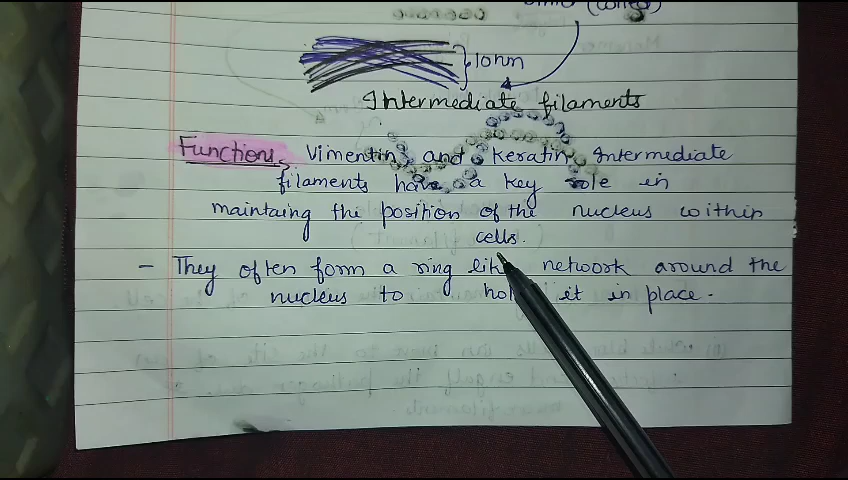 10nm
Intermediate filaments
Functions, Vimentin and Keratin Intermediate
filaments have a key role in
maintaing the position of the nucleus within
cells.
- They often form a ring like network around the
nucleus to hold it in place.